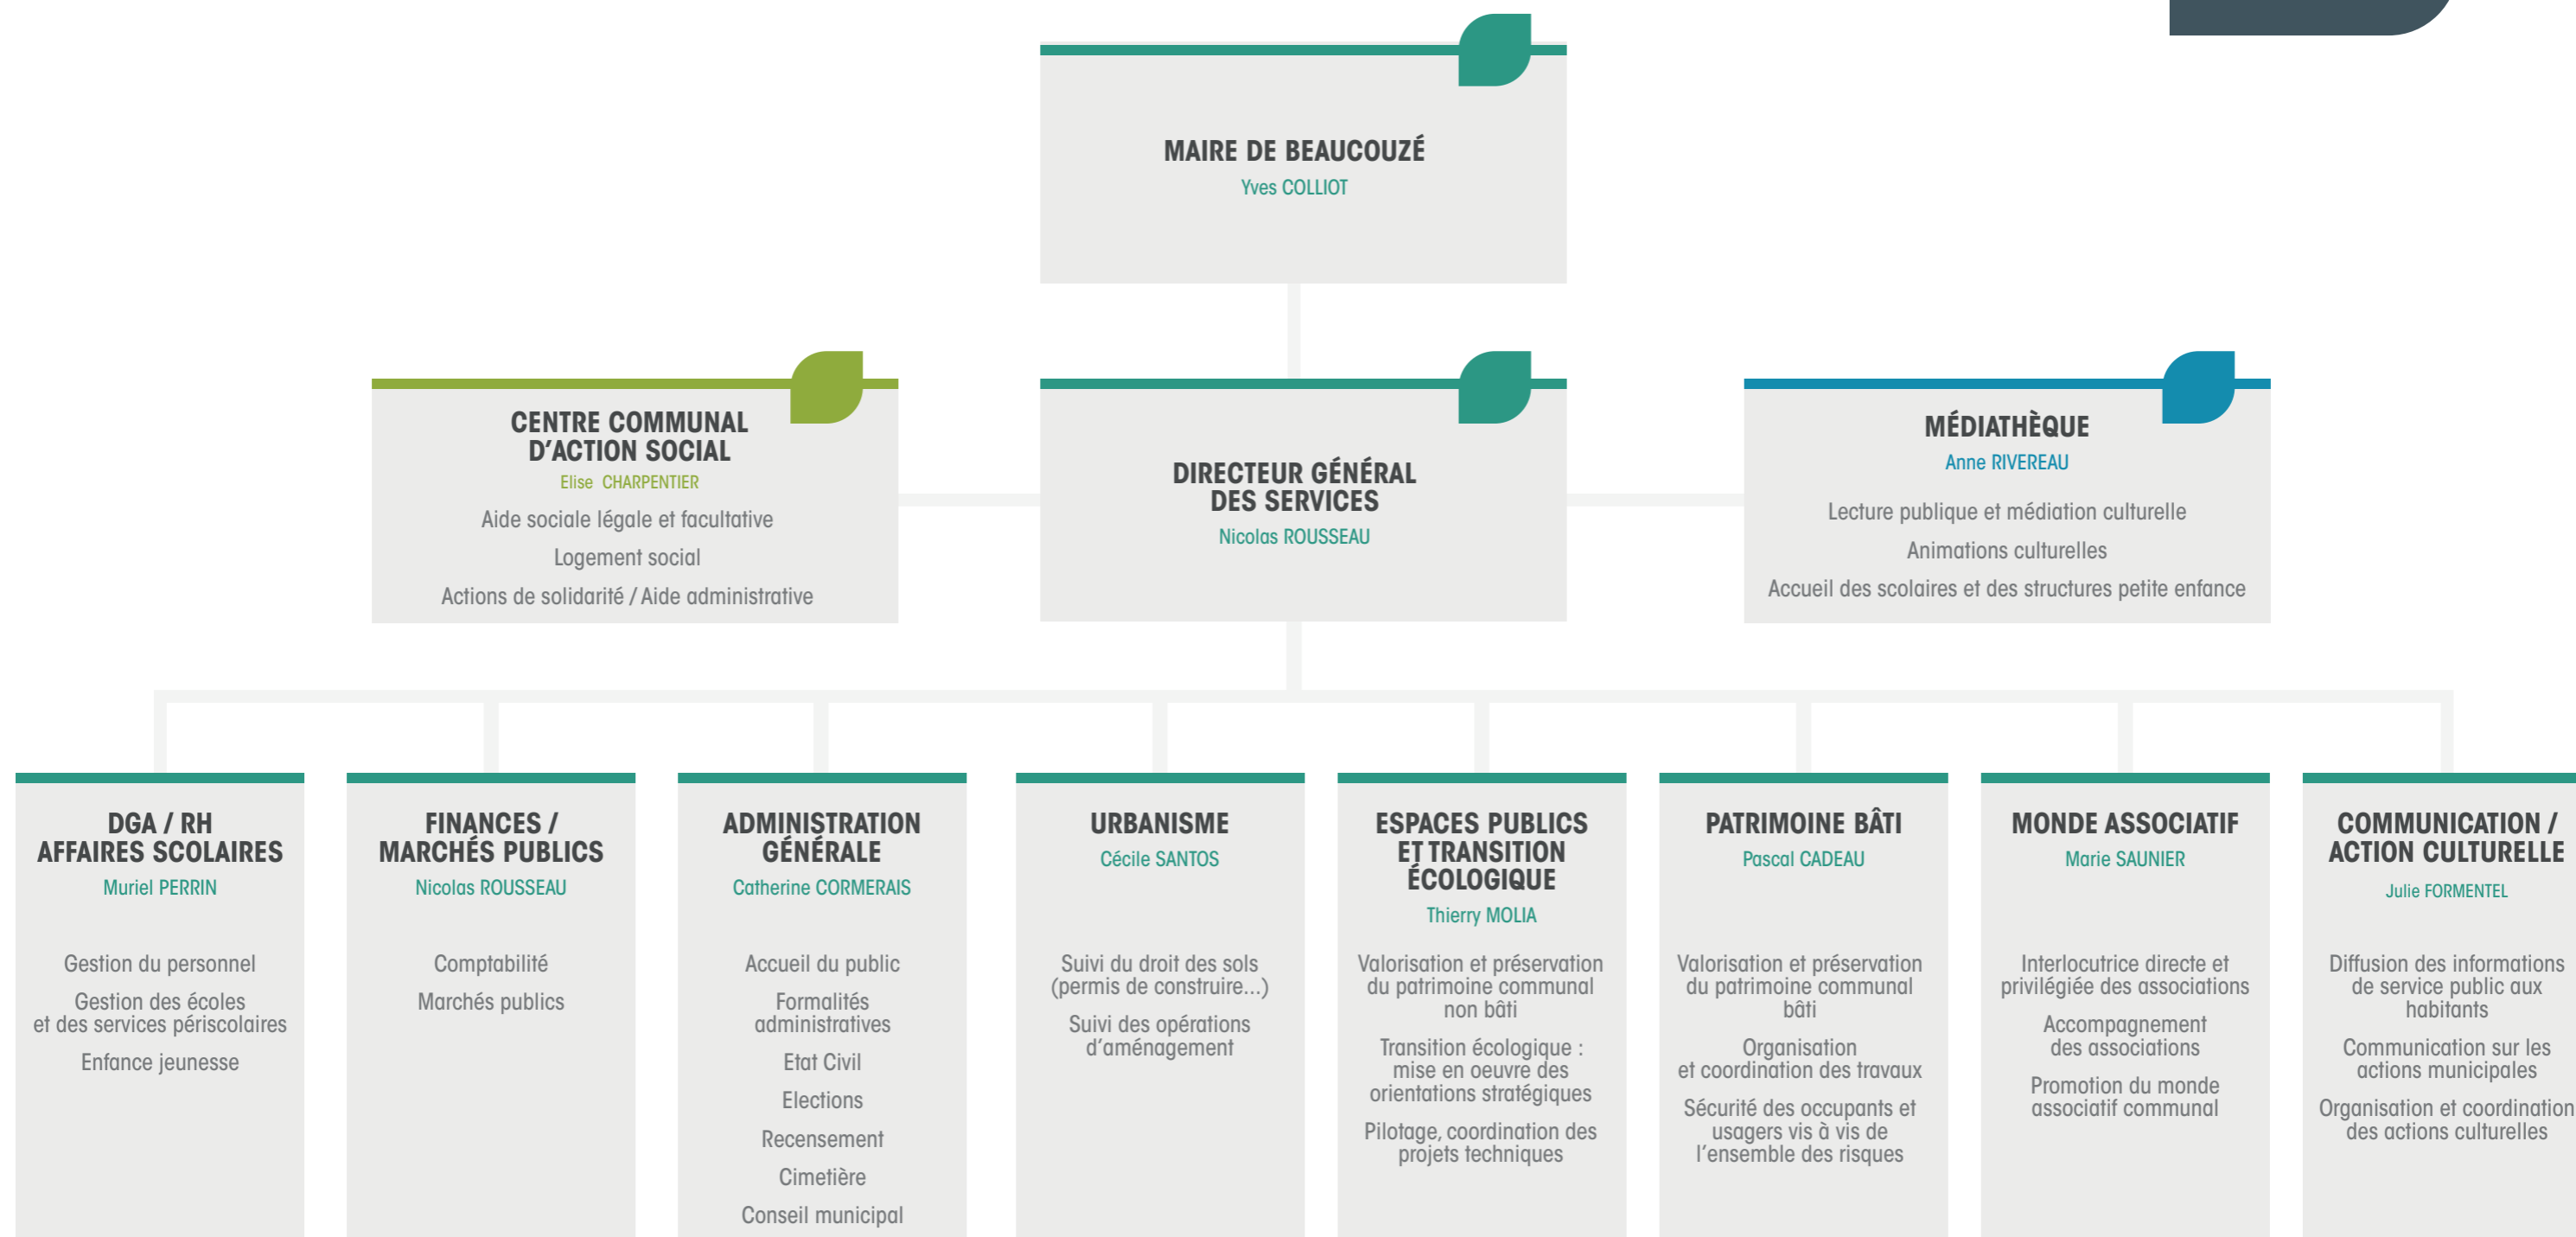 MAIRE DE BEAUCOUZÉ
Yves COLLIOT
CENTRE COMMUNAL
D’ACTION SOCIAL
Elise CHARPENTIER
Aide sociale légale et facultative
Logement social
Actions de solidarité / Aide administrative
DIRECTEUR GÉNÉRAL
DES SERVICES
Nicolas ROUSSEAU
MÉDIATHÈQUE
Anne RIVEREAU
Lecture publique et médiation culturelle
Animations culturelles
Accueil des scolaires et des structures petite enfance
DGA / RH
AFFAIRES SCOLAIRES
Muriel PERRIN
Gestion du personnel
Gestion des écoles
et des services périscolaires
Enfance jeunesse
FINANCES /
MARCHÉS PUBLICS
Nicolas ROUSSEAU
Comptabilité
Marchés publics
ADMINISTRATION
GÉNÉRALE
Catherine CORMERAIS
Accueil du public
Formalités
administratives
Etat Civil
Elections
Recensement
Cimetière
Conseil municipal
URBANISME
Cécile SANTOS
Suivi du droit des sols
(permis de construire...)
Suivi des opérations
d’aménagement
ESPACES PUBLICS
ET TRANSITION
ÉCOLOGIQUE
Thierry MOLIA
Valorisation et préservation
du patrimoine communal
non bâti
Transition écologique :
mise en oeuvre des
orientations stratégiques
Pilotage, coordination des
projets techniques
PATRIMOINE BÂTI
Pascal CADEAU
Valorisation et préservation
du patrimoine communal
bâti
Organisation
et coordination des travaux
Sécurité des occupants et
usagers vis à vis de
l’ensemble des risques
MONDE ASSOCIATIF
Marie SAUNIER
Interlocutrice directe et
privilégiée des associations
Accompagnement
des associations
Promotion du monde
associatif communal
COMMUNICATION /
ACTION CULTURELLE
Julie FORMENTEL
Diffusion des informations
de service public aux
habitants
Communication sur les
actions municipales
Organisation et coordination
des actions culturelles